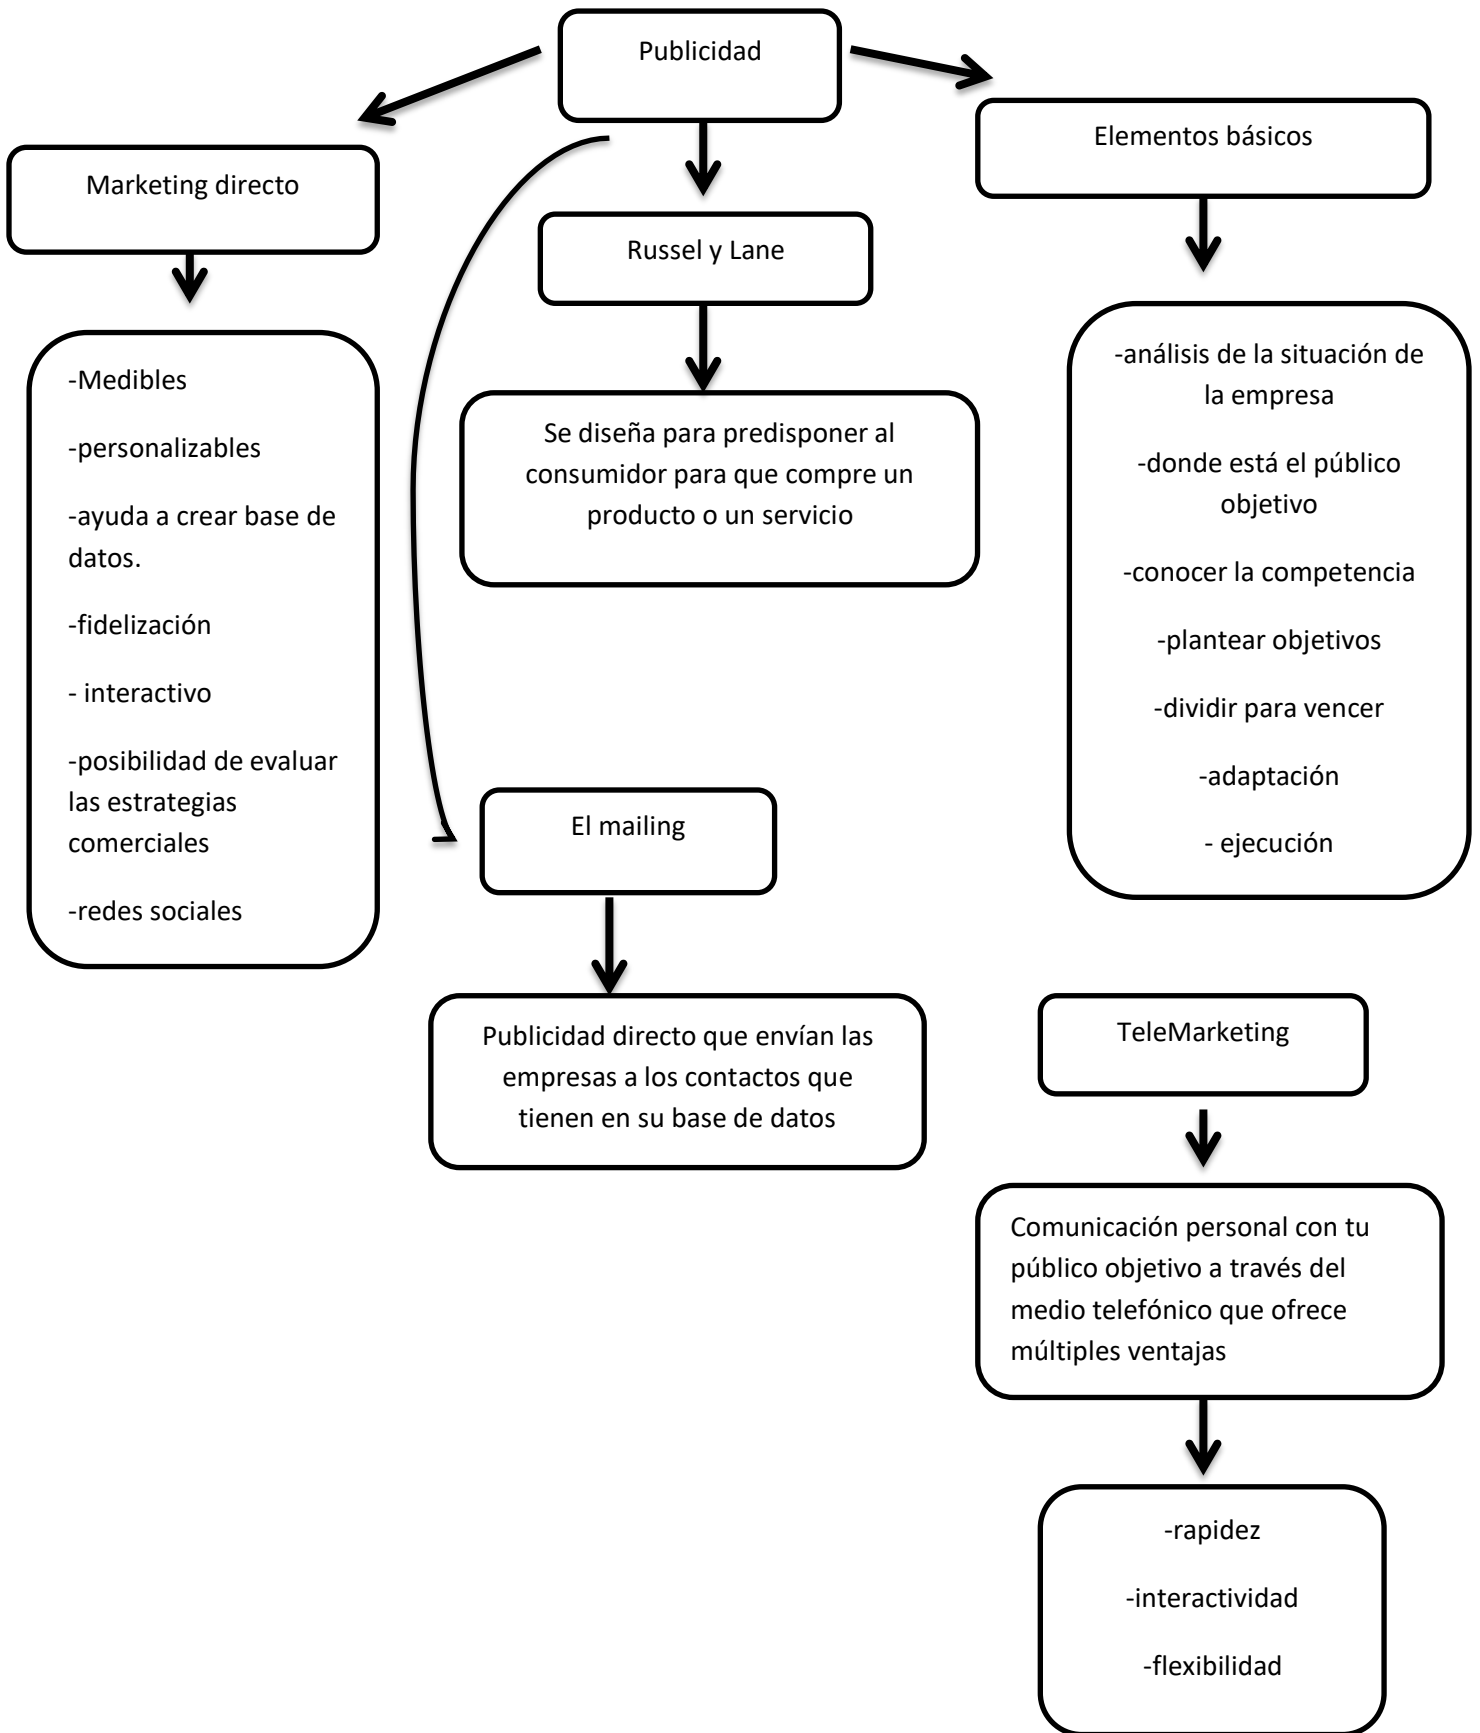 Publicidad
Marketing directo
-Medibles
-personalizables
-ayuda a crear base de
datos.
-fidelización
- interactivo
-posibilidad de evaluar
las estrategias
comerciales
-redes sociales
Russel y Lane
Se diseña para predisponer al
consumidor para que compre un
producto o un servicio
El mailing
Publicidad directo que envían las
empresas a los contactos que
tienen en su base de datos
Elementos básicos
-análisis de la situación de
la empresa
-donde está el público
objetivo
-conocer la competencia
-plantear objetivos
-dividir para vencer
-adaptación
- ejecución
TeleMarketing
Comunicación personal con tu
público objetivo a través del
medio telefónico que ofrece
múltiples ventajas
-rapidez
-interactividad
-flexibilidad